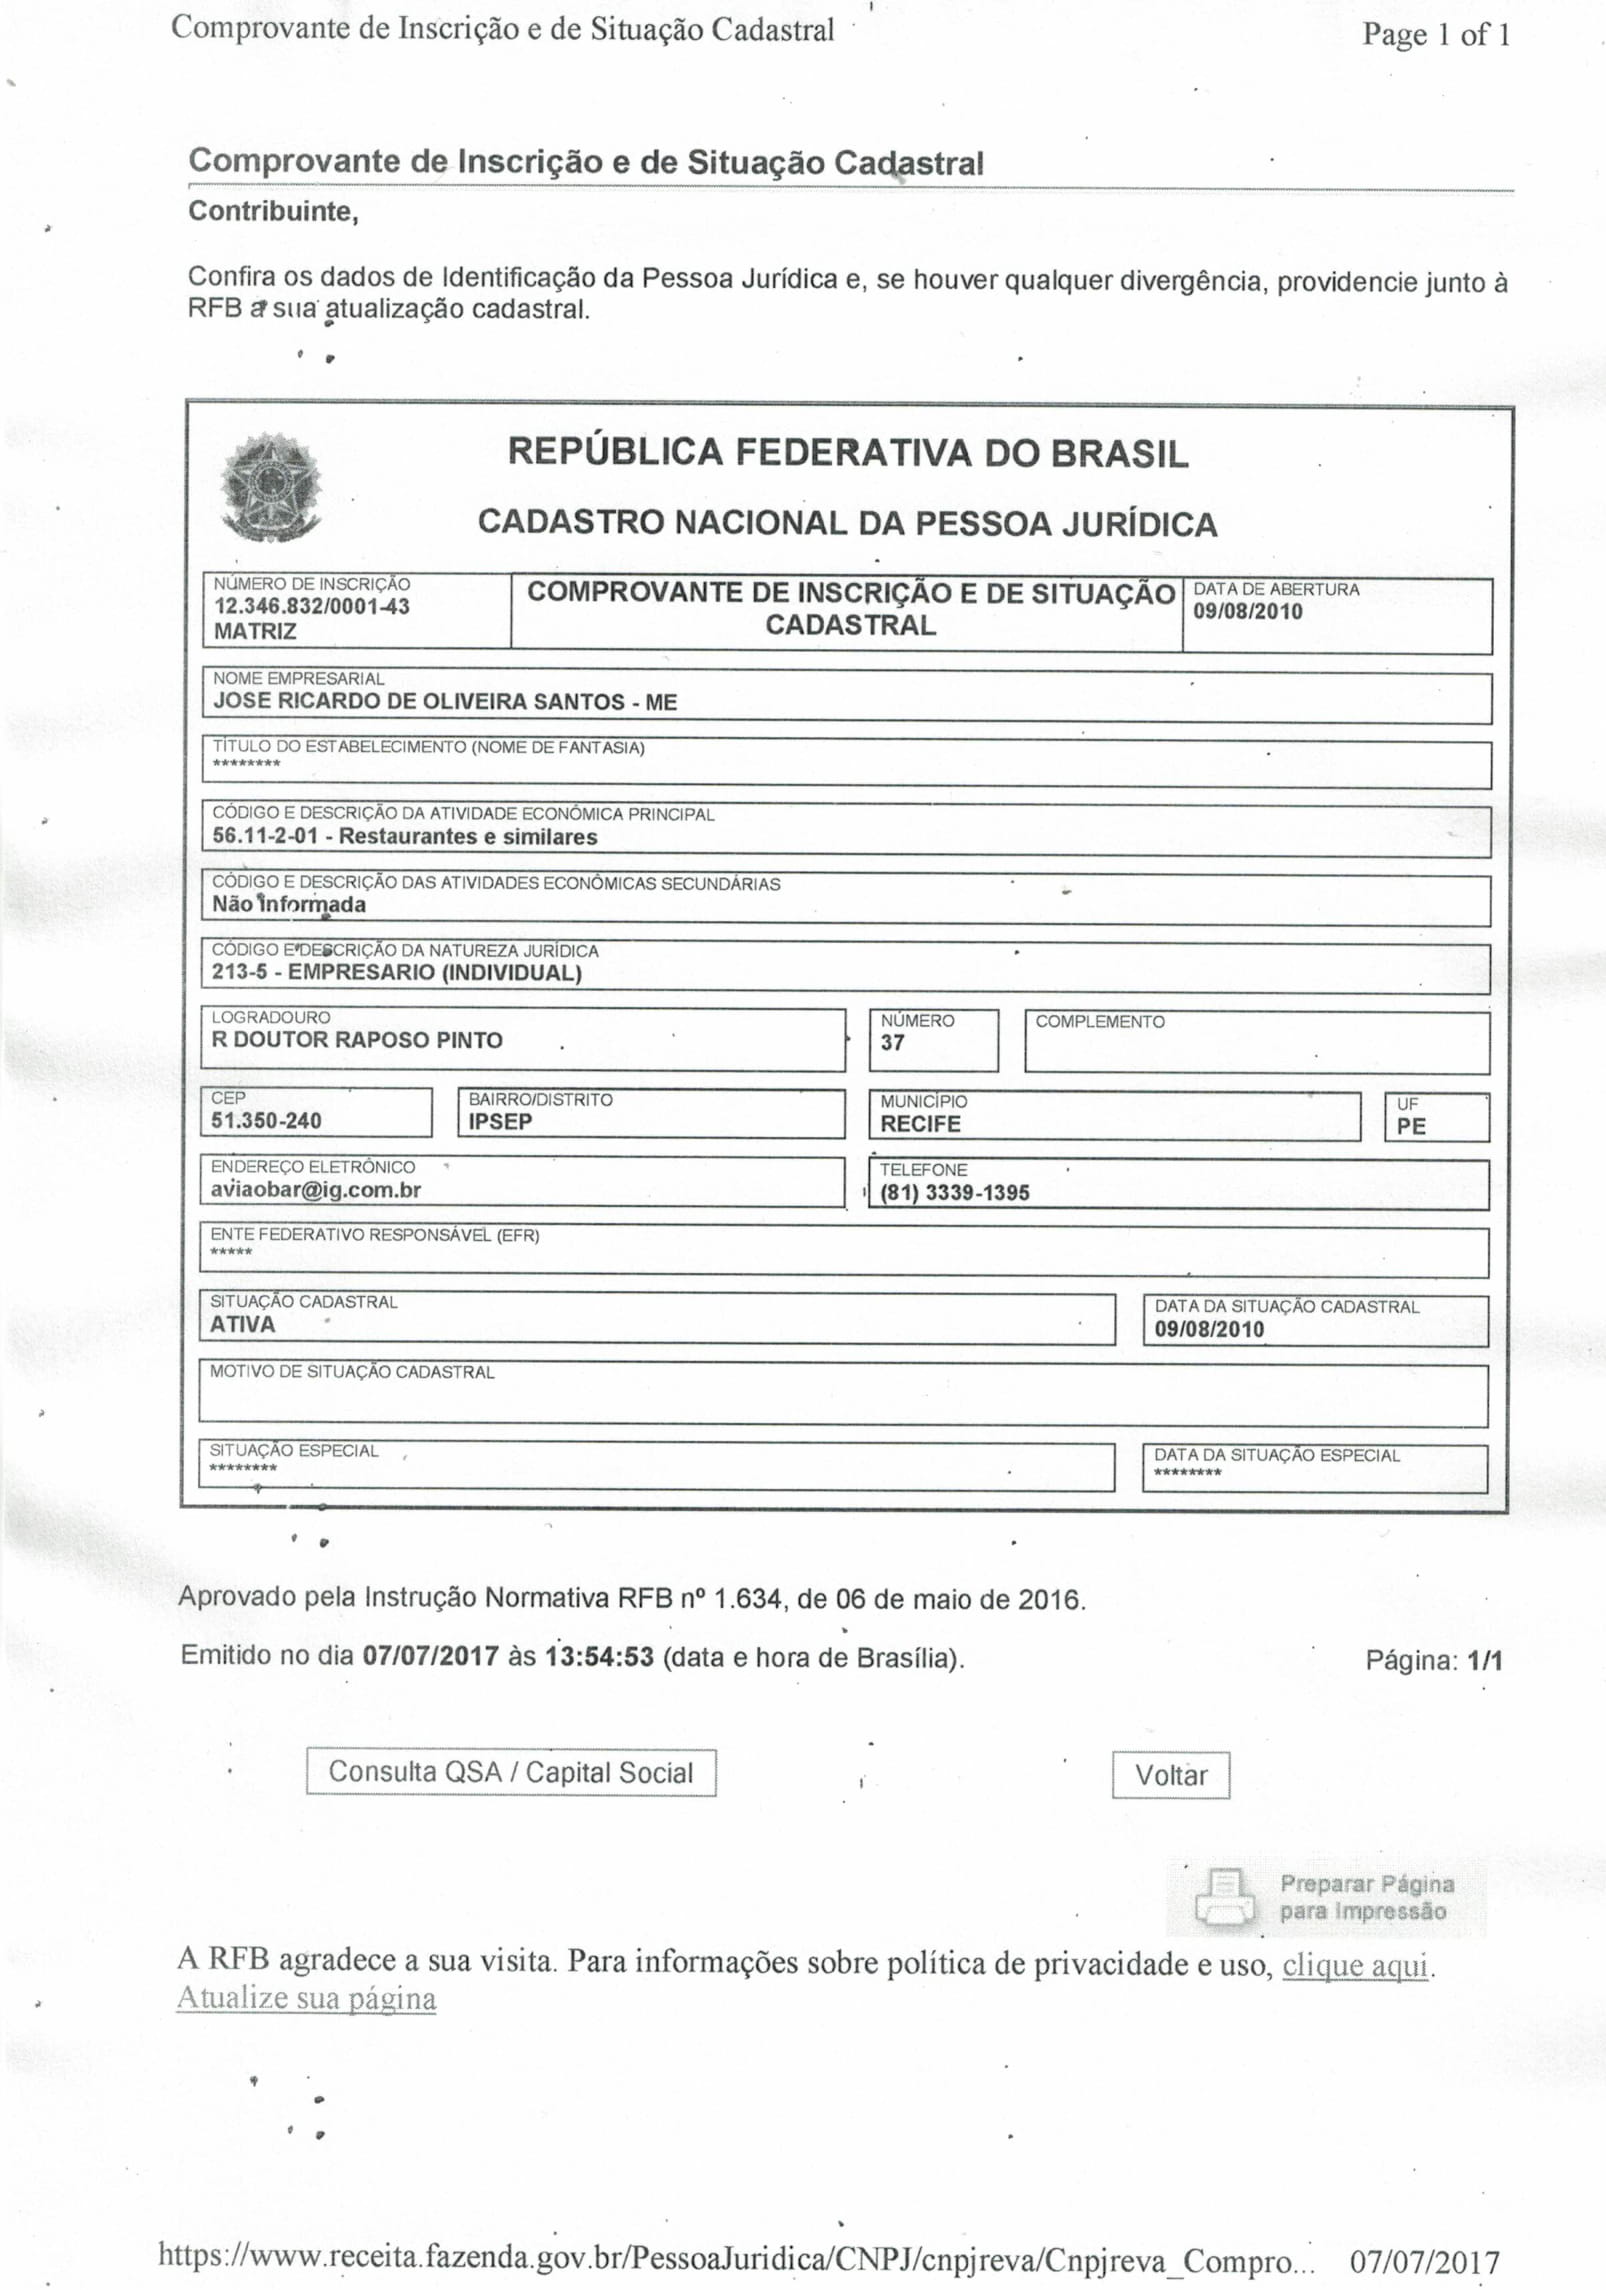 Comprovante de Inscrição e de Situação Cadastral
Page 1 of 1
Comprovante de Inscrição e de Situação Cadastral
Contribuinte,
Confira os dados de Identificação da Pessoa Jurídica e, se houver qualquer divergência, providencie junto à
RFB a sua atualização cadastral.
REPÚBLICA FEDERATIVA DO BRASIL
CADASTRO NACIONAL DA PESSOA JURÍDICA
NÚMERO DE INSCRIÇÃO
12.346.832/0001-43
MATRIZ
COMPROVANTE DE INSCRIÇÃO E DE SITUAÇÃO
CADASTRAL
DATA DE ABERTURA
09/08/2010
NOME EMPRESARIAL
JOSE RICARDO DE OLIVEIRA SANTOS - ME
TÍTULO DO ESTABELECIMENTO (NOME DE FANTASIA)
********
CÓDIGO E DESCRIÇÃO DA ATIVIDADE ECONÔMICA PRINCIPAL
56.11-2-01 - Restaurantes e similares
CÓDIGO E DESCRIÇÃO DAS ATIVIDADES ECONÔMICAS SECUNDÁRIAS
Não informada
CÓDIGO E DESCRIÇÃO DA NATUREZA JURÍDICA
213-5 - EMPRESARIO (INDIVIDUAL)
LOGRADOURO
R DOUTOR RAPOSO PINTO
NÚMERO
37
COMPLEMENTO
CEP
51.350-240
BAIRRO/DISTRITO
IPSEP
MUNICÍPIO
RECIFE
UF
PE
ENDEREÇO ELETRÔNICO
aviaobar@ig.com.br
TELEFONE
(81) 3339-1395
ENTE FEDERATIVO RESPONSÁVEL (EFR)
*****
SITUAÇÃO CADASTRAL
ATIVA
DATA DA SITUAÇÃO CADASTRAL
09/08/2010
MOTIVO DE SITUAÇÃO CADASTRAL
SITUAÇÃO ESPECIAL
********
DATA DA SITUAÇÃO ESPECIAL
********
Aprovado pela Instrução Normativa RFB nº 1.634, de 06 de maio de 2016.
Emitido no dia 07/07/2017 às 13:54:53 (data e hora de Brasília).
Página: 1/1
Consulta QSA / Capital Social
Voltar
Preparar Página
para Impressão
A RFB agradece a sua visita. Para informações sobre política de privacidade e uso, clique aqui.
Atualize sua página
https://www.receita.fazenda.gov.br/PessoaJuridica/CNPJ/cnpjreva/Cnpjreva_Compro...
07/07/2017